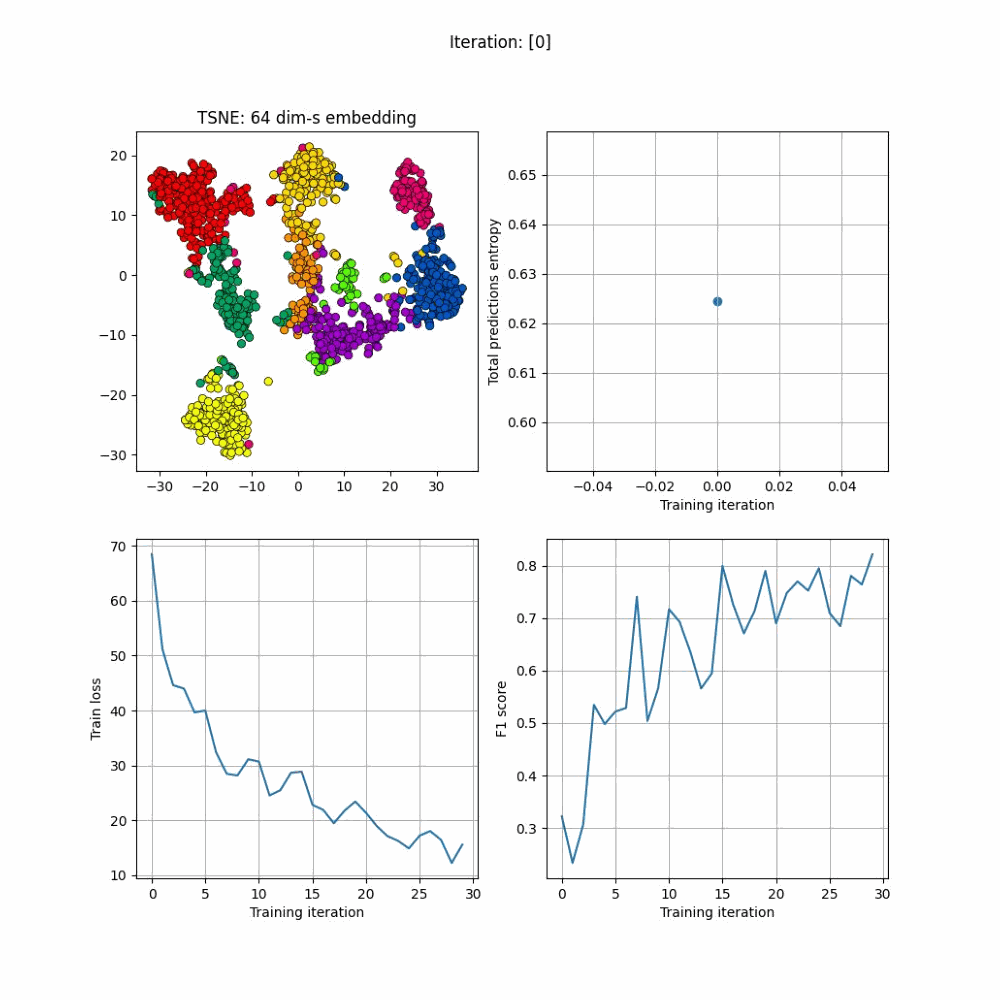 Iteration: [0]
TSNE: 64 dim-s embedding
20
10
0
−10
−20
−30
−30 −20 −10 0 10 20 30
Total predictions entropy
0.65
0.64
0.63
0.62
0.61
0.60
−0.04 −0.02 0.00 0.02 0.04
Training iteration
Train loss
70
60
50
40
30
20
10
0 5 10 15 20 25 30
Training iteration
F1 score
0.8
0.7
0.6
0.5
0.4
0.3
0 5 10 15 20 25 30
Training iteration